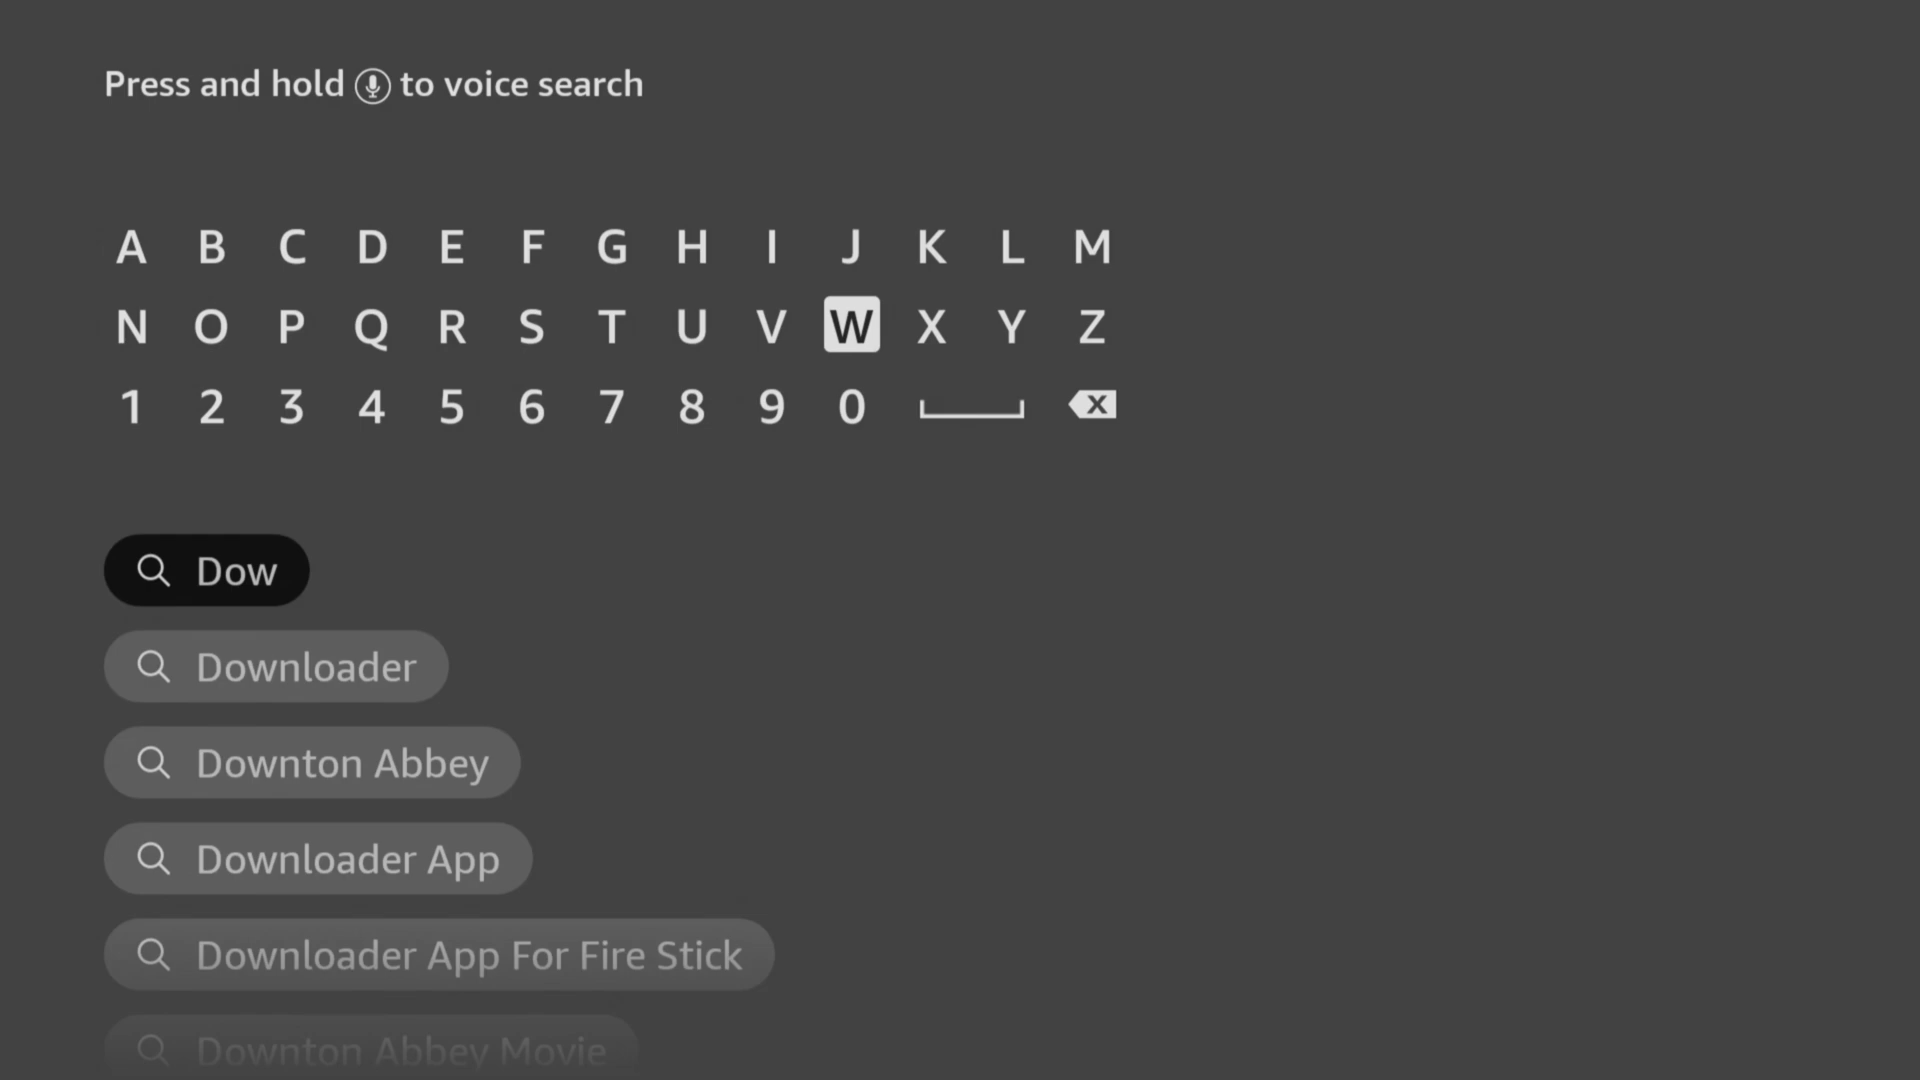 Press and hold to voice search
A B C D E F G H I J K L M
N O P Q R S T U V W X Y Z
1 2 3 4 5 6 7 8 9 0
Dow
Downloader
Downton Abbey
Downloader App
Downloader App For Fire Stick
Downton Abbey Movie